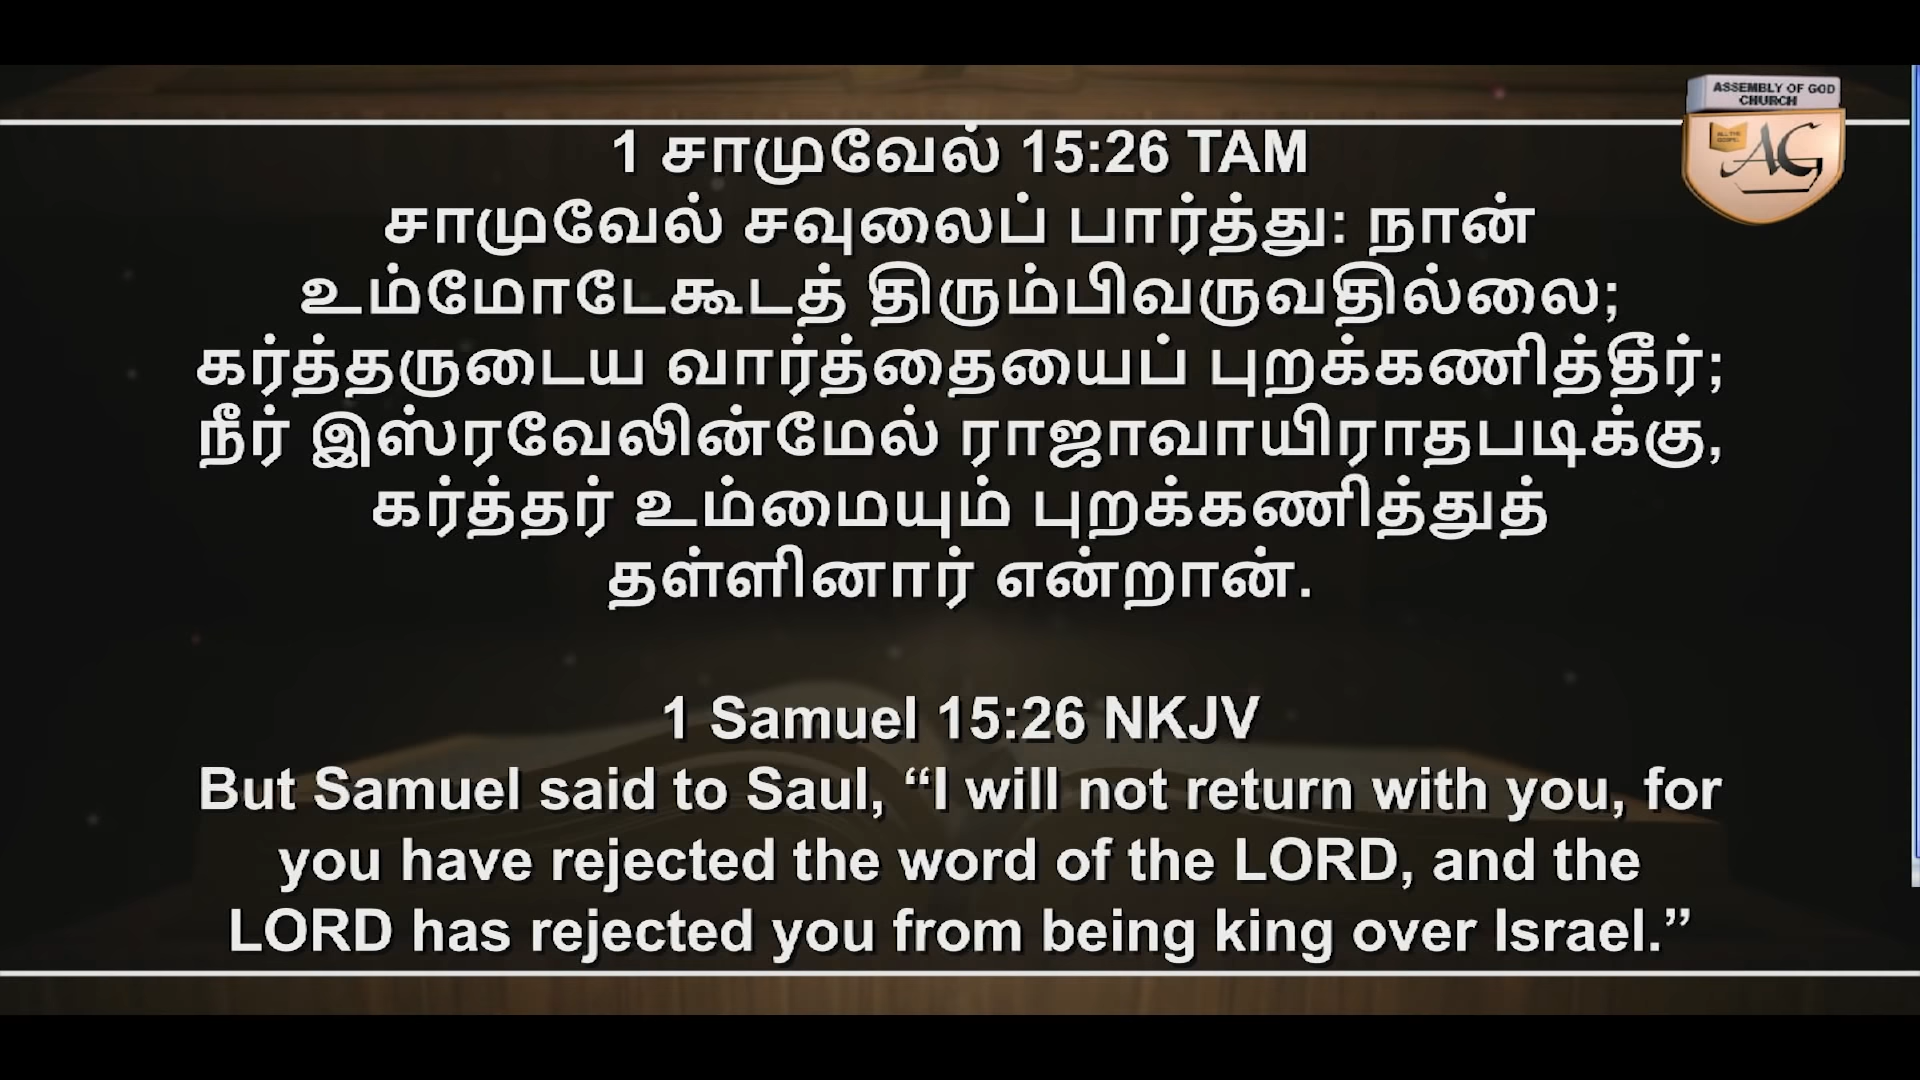 ASSEMBLY OF GOD
CHURCH
ALL THE
GOSPEL
AG
1 சாமுவேல் 15:26 TAM
சாமுவேல் சவுலைப் பார்த்து: நான்
உம்மோடேகூடத் திரும்பிவருவதில்லை;
கர்த்தருடைய வார்த்தையைப் புறக்கணித்தீர்;
நீர் இஸ்ரவேலின்மேல் ராஜாவாயிராதபடிக்கு,
கர்த்தர் உம்மையும் புறக்கணித்துத்
தள்ளினார் என்றான்.
1 Samuel 15:26 NKJV
But Samuel said to Saul, “I will not return with you, for
you have rejected the word of the LORD, and the
LORD has rejected you from being king over Israel.”